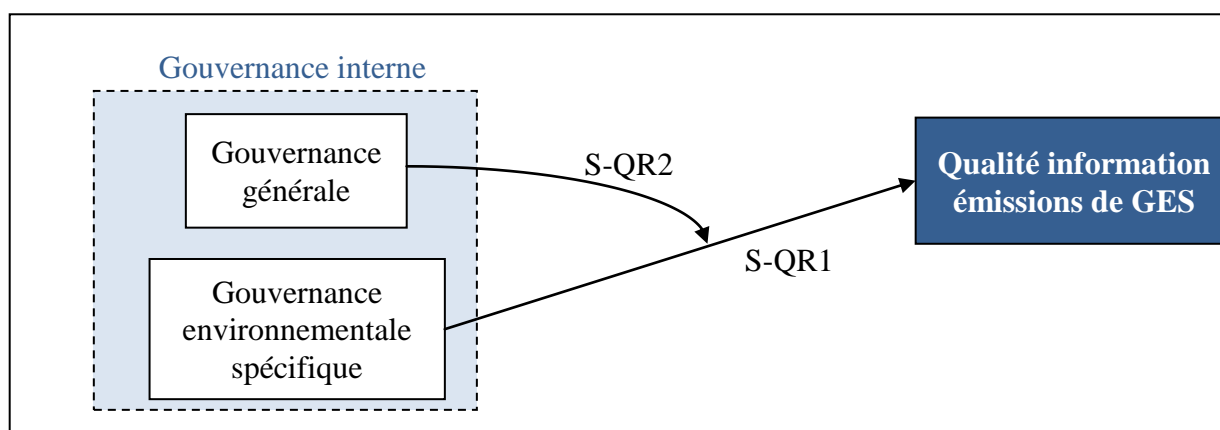 Gouvernance interne
Gouvernance
générale
S-QR2
Qualité information
émissions de GES
S-QR1
Gouvernance
environnementale
spécifique